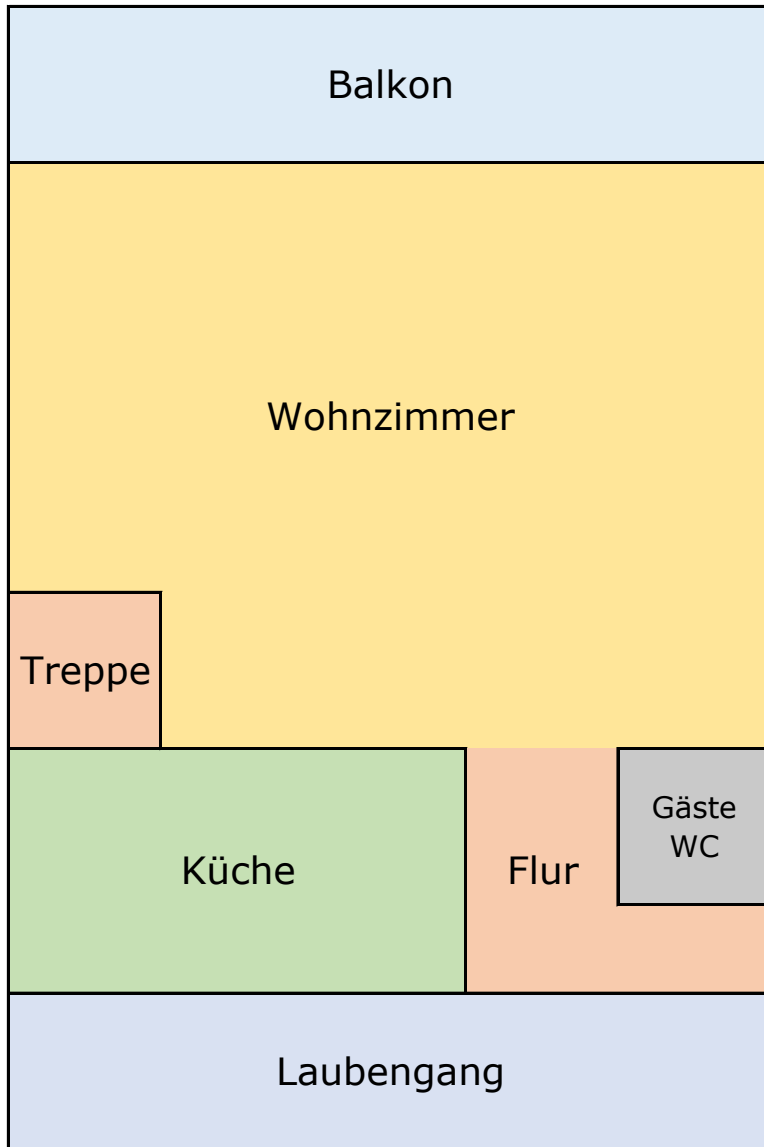 Balkon
Wohnzimmer
Treppe
Küche
Flur
Gäste
WC
Laubengang